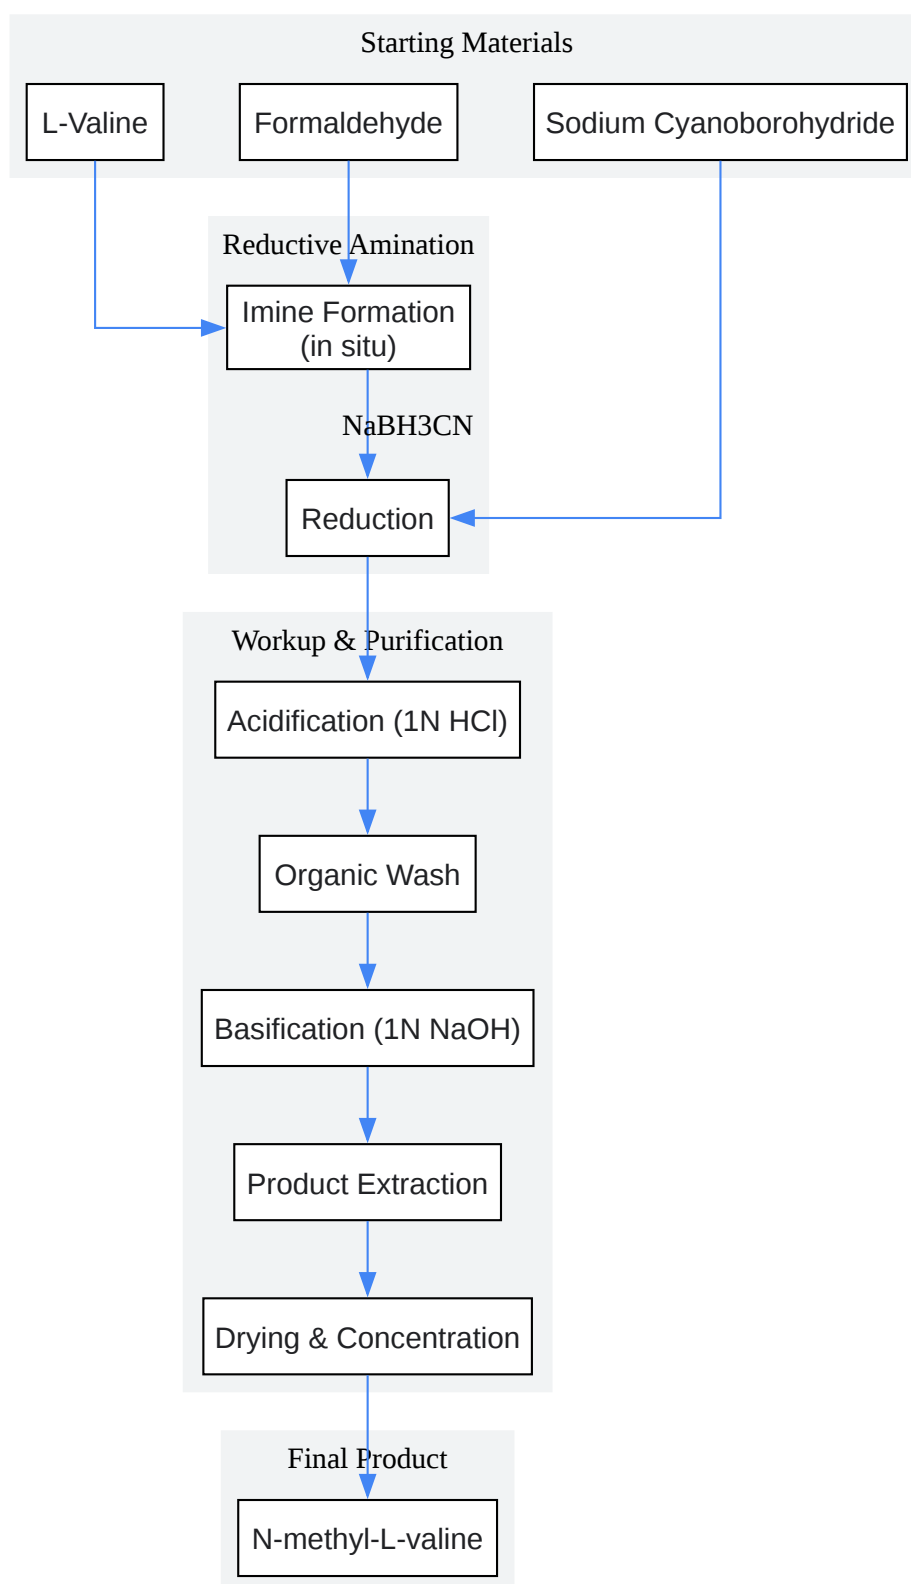 Starting Materials
L-Valine
Formaldehyde
Sodium Cyanoborohydride
Reductive Amination
Imine Formation
(in situ)
NaBH3CN
Reduction
Workup & Purification
Acidification (1N HCl)
Organic Wash
Basification (1N NaOH)
Product Extraction
Drying & Concentration
Final Product
N-methyl-L-valine